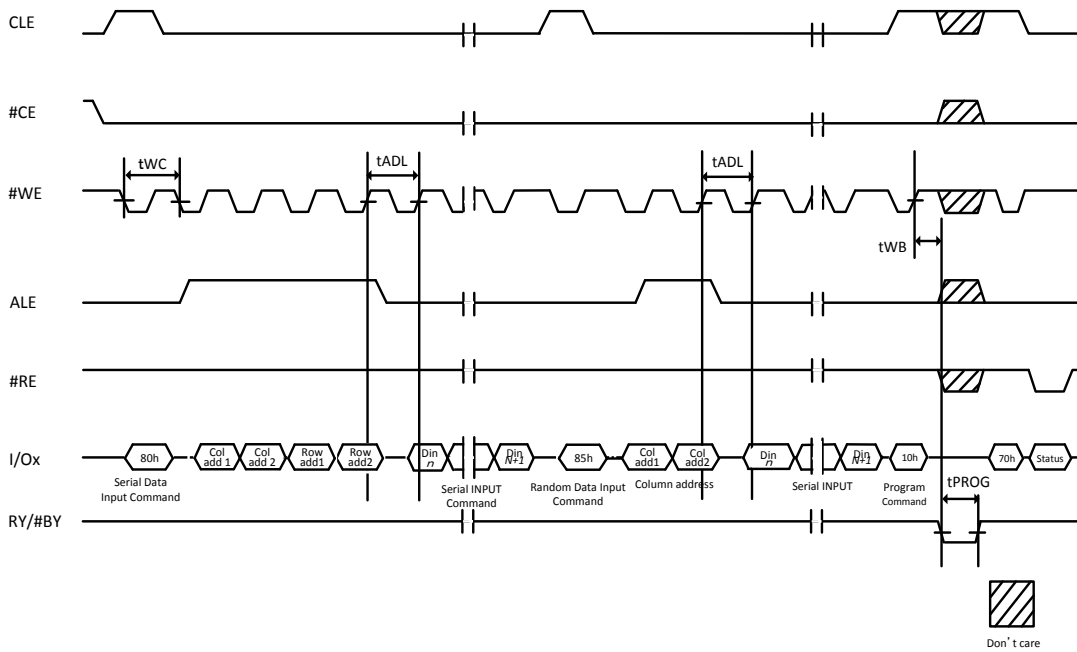 CLE
#CE
tWC
tADL
tADL
#WE
tWB
ALE
#RE
I/Ox
80h
Col add 1
Col add 2
Row add1
Row add2
Din n
Din N+1
85h
Col add1
Col add2
Din n
Din N+1
10h
70h
Status
Serial Data Input Command
Serial INPUT Command
Random Data Input Command
Column address
Serial INPUT
Program Command
tPROG
RY/#BY
Don't care